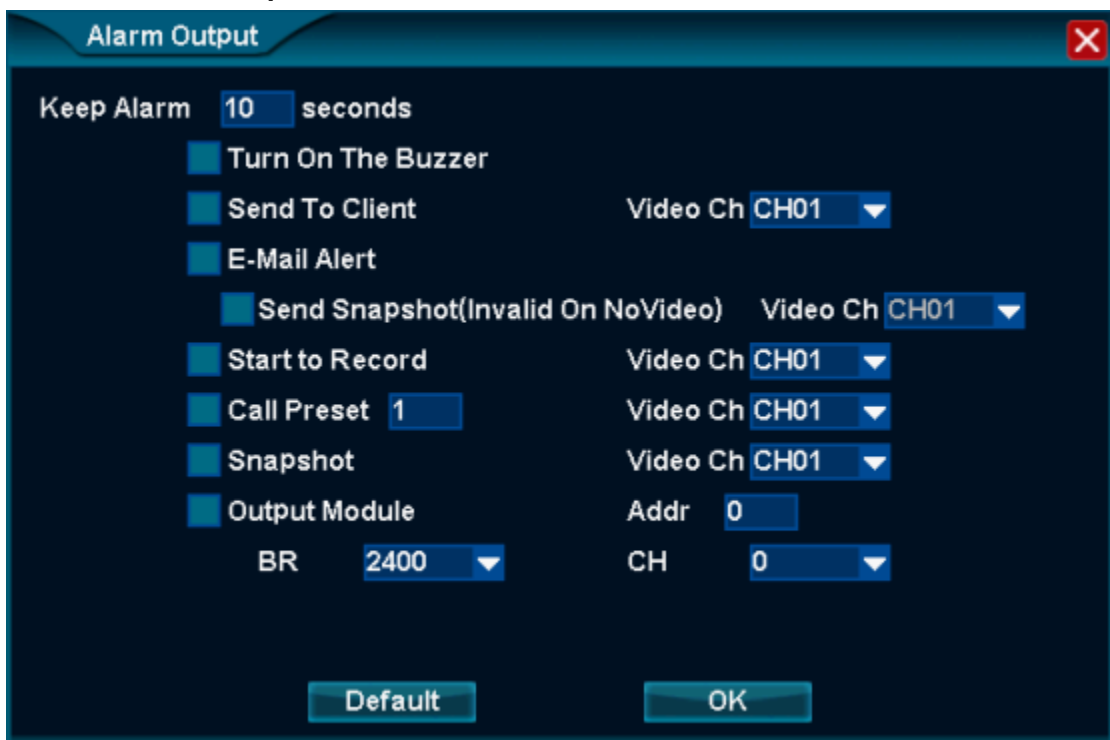 Alarm Output
Keep Alarm 10 seconds
Turn On The Buzzer
Send To Client Video Ch CH01
E-Mail Alert
Send Snapshot(Invalid On NoVideo) Video Ch CH01
Start to Record Video Ch CH01
Call Preset 1 Video Ch CH01
Snapshot Video Ch CH01
Output Module Addr 0
BR 2400 CH 0
Default OK